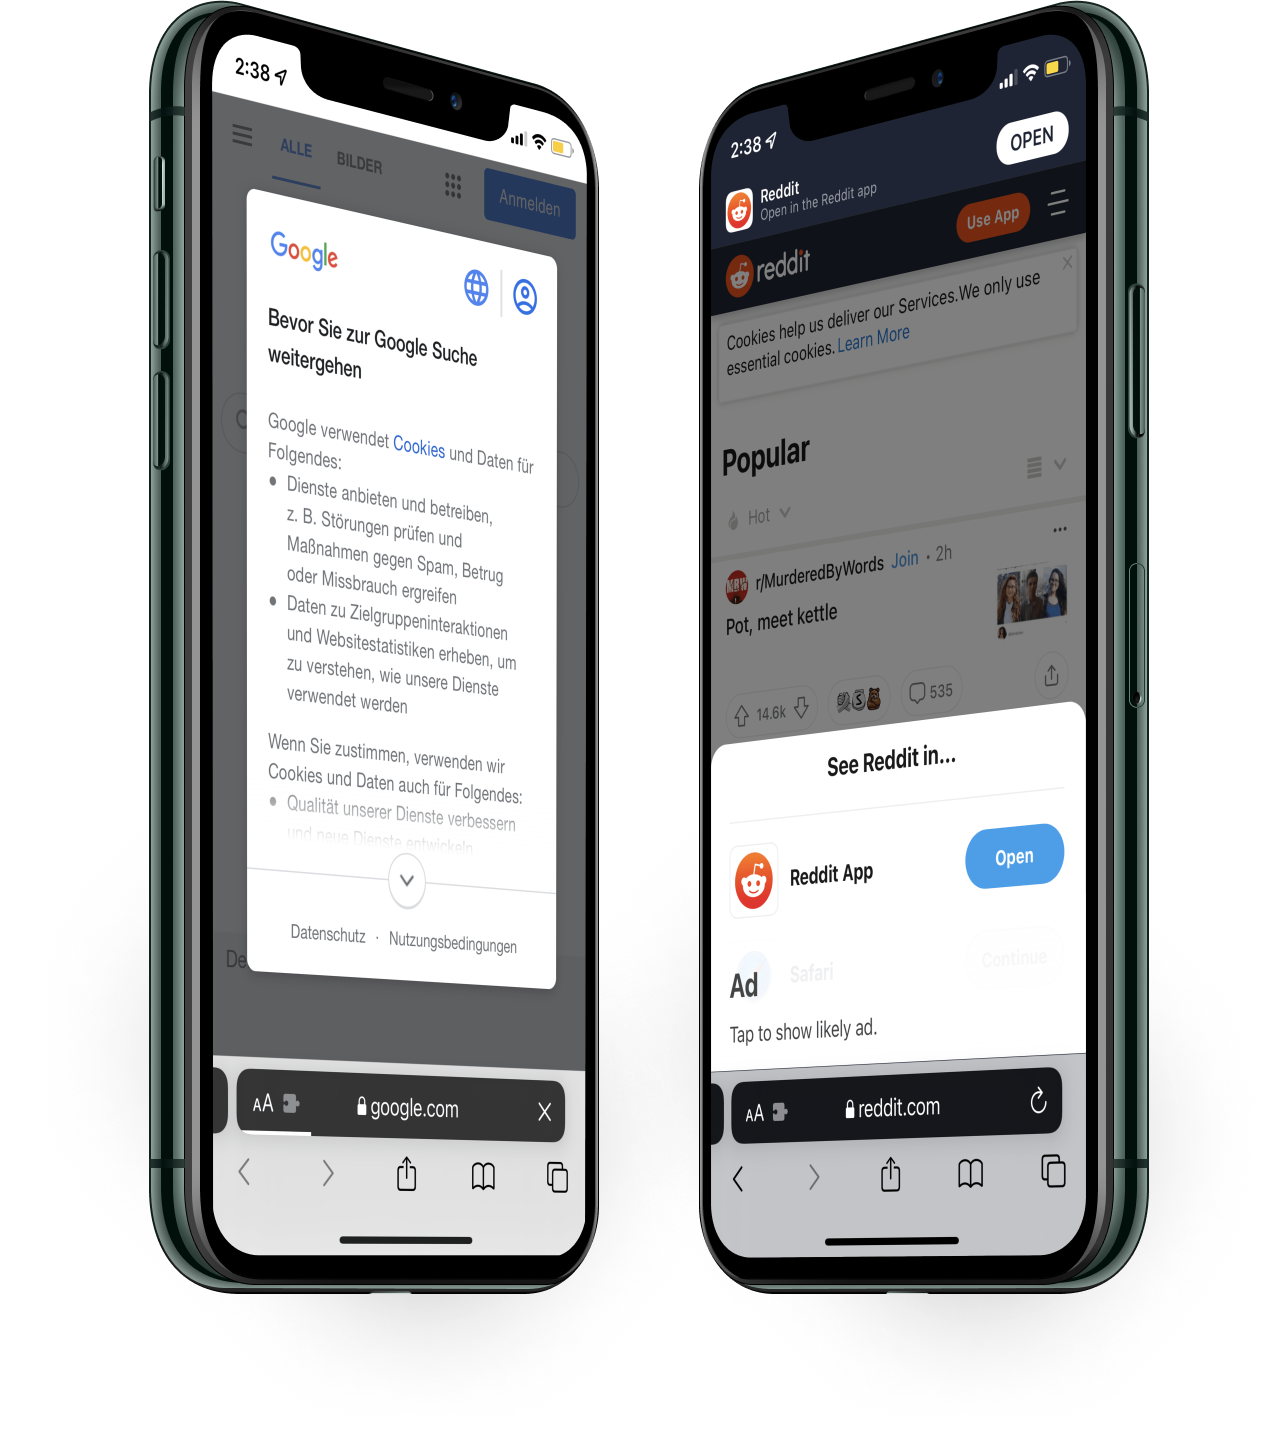 2:38
ALLE
BILDER
Anmelden
Google
Bevor Sie zur Google Suche
weitergehen
Google verwendet Cookies und Daten für
Folgendes:
• Dienste anbieten und betreiben,
z. B. Störungen prüfen und
Maßnahmen gegen Spam, Betrug
oder Missbrauch ergreifen
• Daten zu Zielgruppeninteraktionen
und Websitestatistiken erheben, um
zu verstehen, wie unsere Dienste
verwendet werden
Wenn Sie zustimmen, verwenden wir
Cookies und Daten auch für Folgendes:
• Qualität unserer Dienste verbessern
und neue Dienste entwickeln
Datenschutz · Nutzungsbedingungen
De
AA
google.com
2:38
Reddit
Open in the Reddit app
OPEN
reddit
Use App
Cookies help us deliver our Services.We only use
essential cookies. Learn More
Popular
Hot
r/MurderedByWords Join • 2h
Pot, meet kettle
14.6k
535
See Reddit in...
Reddit App
Open
Safari
Continue
Ad
Tap to show likely ad.
AA
reddit.com